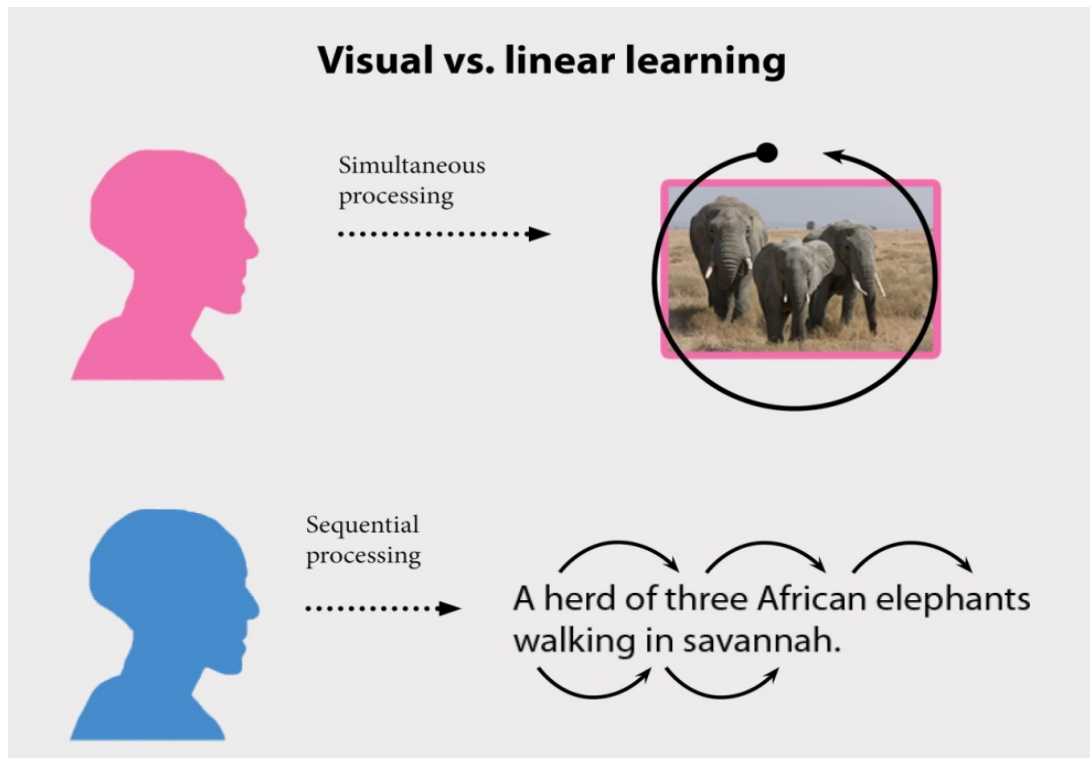 Visual vs. linear learning
Simultaneous
processing
Sequential
processing
A herd of three African elephants
walking in savannah.